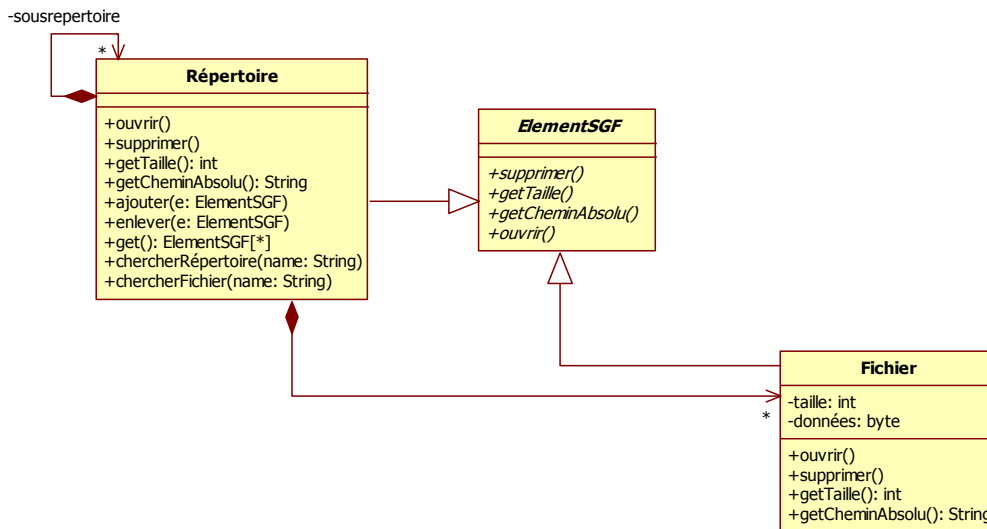 -sousrepertoire
*
Répertoire
+ouvrir()
+supprimer()
+getTaille(): int
+getCheminAbsolu(): String
+ajouter(e: ElementSGF)
+enlever(e: ElementSGF)
+get(): ElementSGF[*]
+chercherRépertoire(name: String)
+chercherFichier(name: String)
ElementSGF
+supprimer()
+getTaille()
+getCheminAbsolu()
+ouvrir()
*
Fichier
-taille: int
-données: byte
+ouvrir()
+supprimer()
+getTaille(): int
+getCheminAbsolu(): String